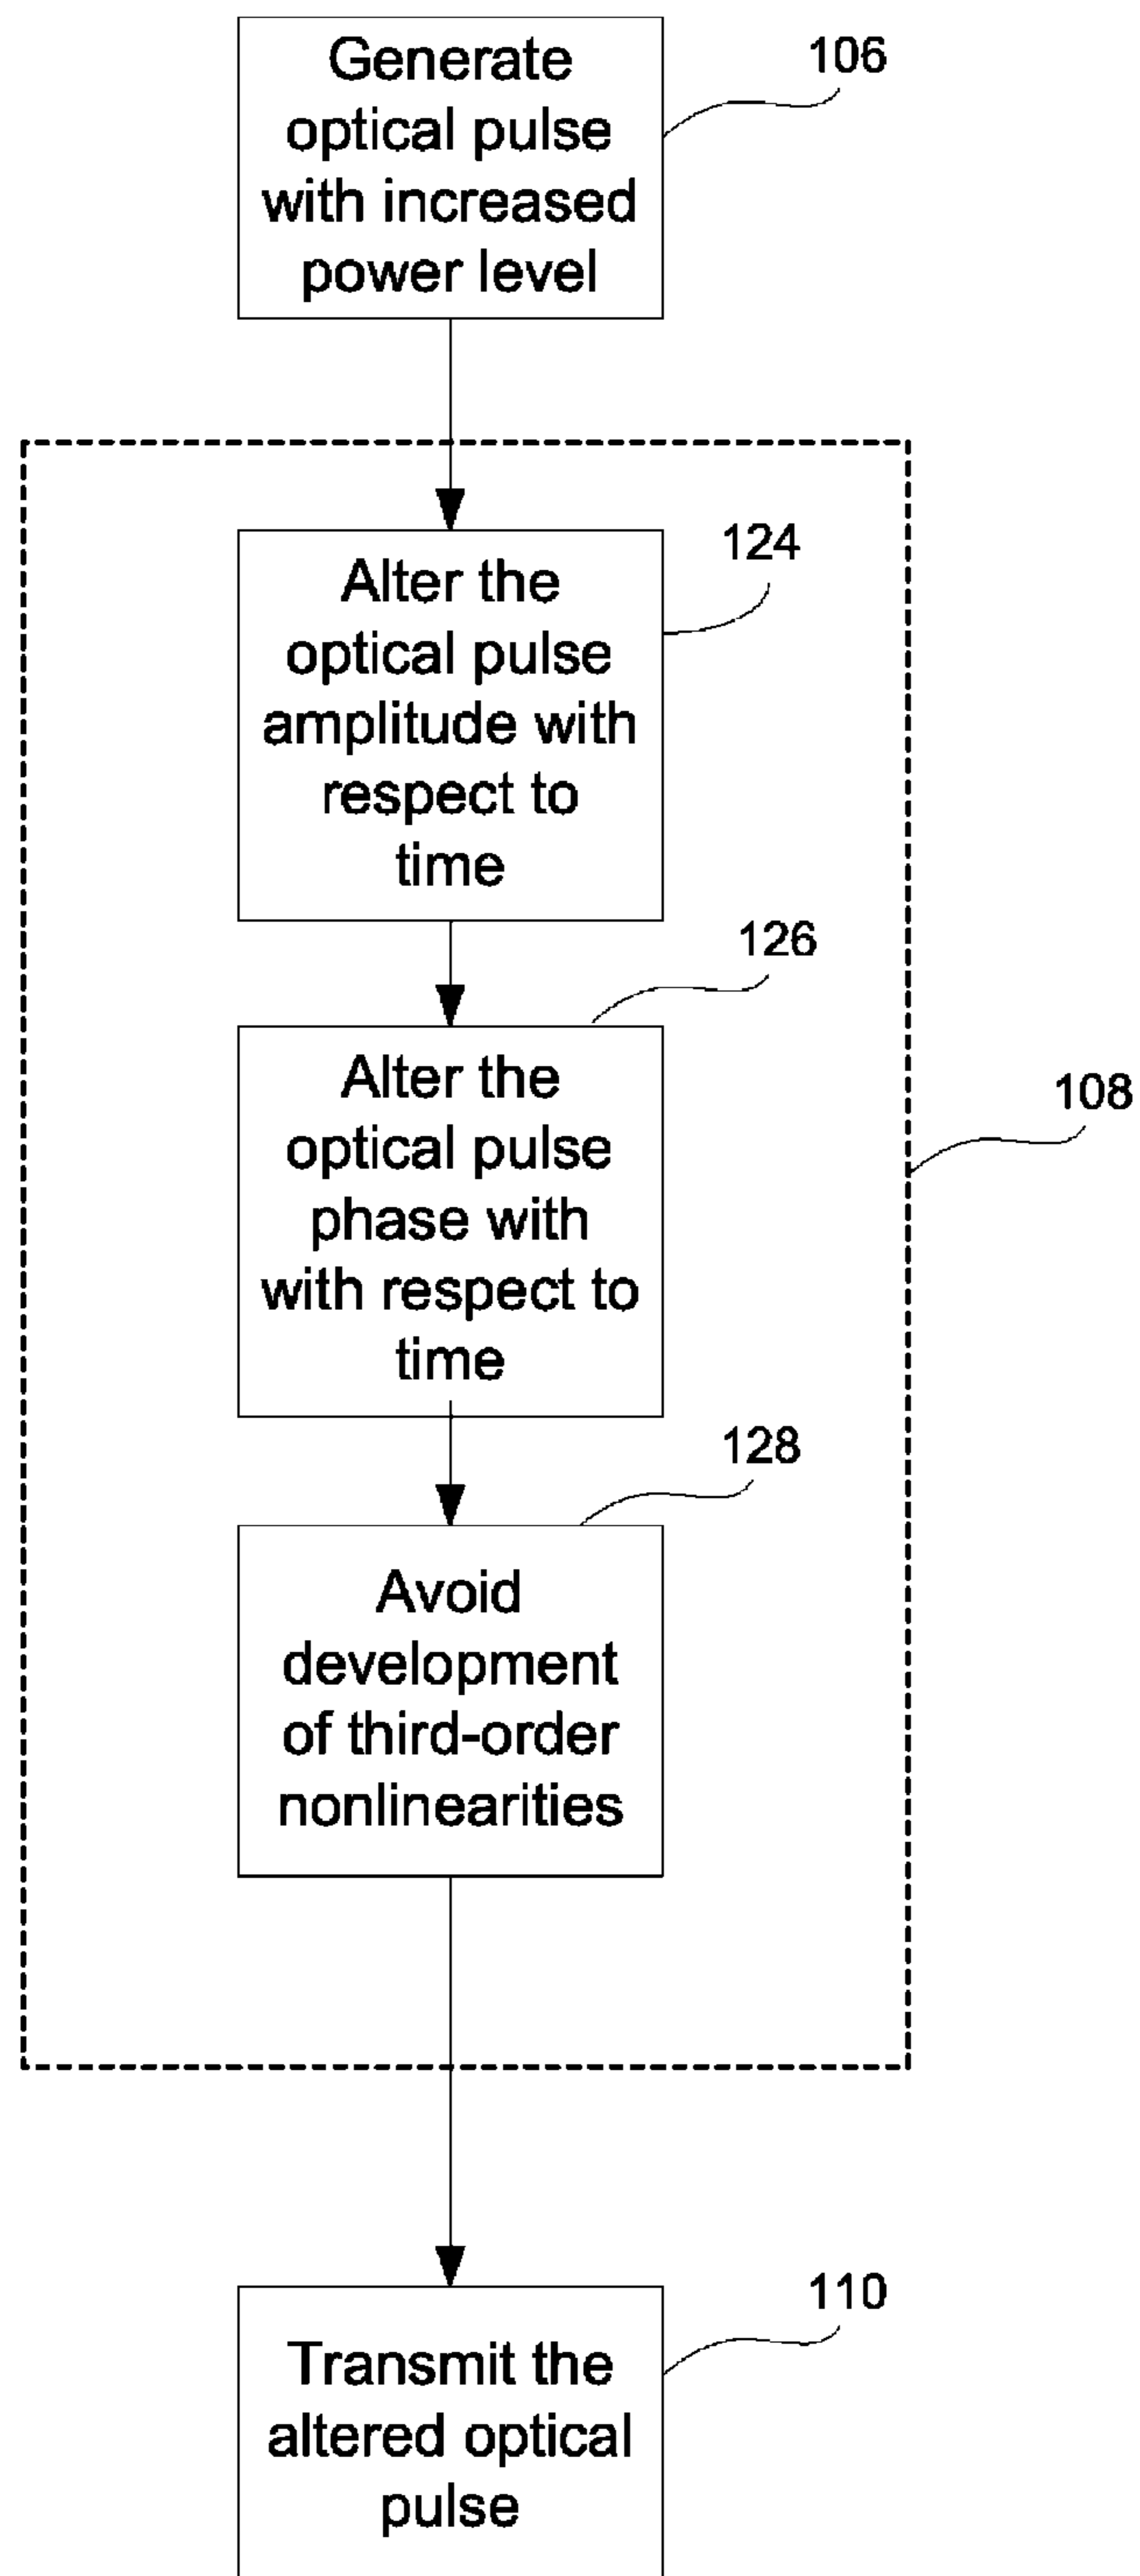 Generate
optical pulse
with increased
power level
106
Alter the
optical pulse
amplitude with
respect to
time
124
126
Alter the
optical pulse
phase with
with respect to
time
108
128
Avoid
development
of third-order
nonlinearities
110
Transmit the
altered optical
pulse